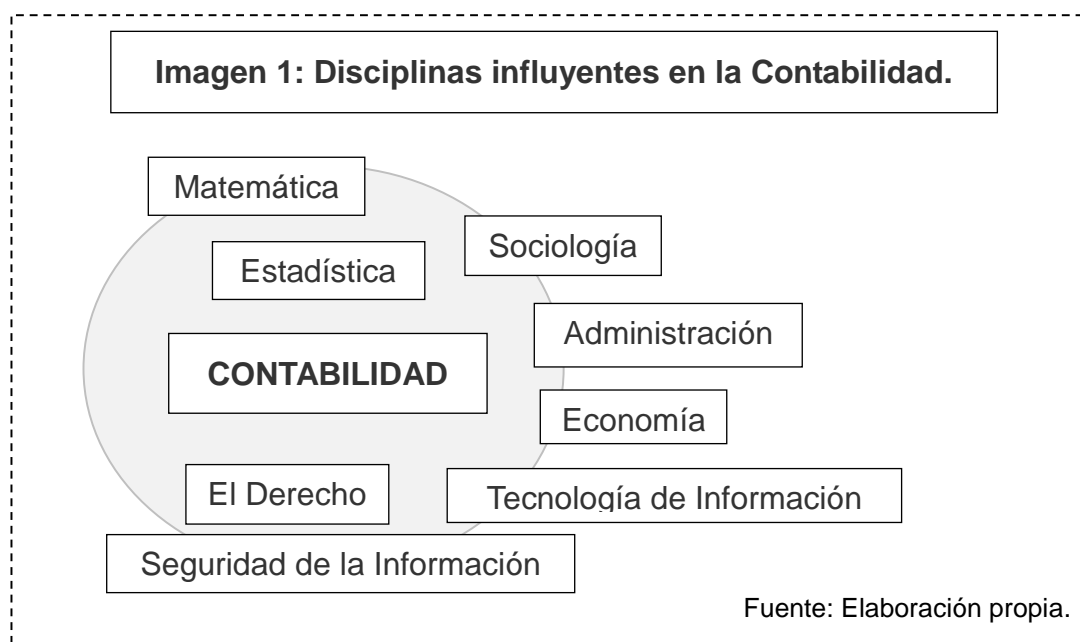 Imagen 1: Disciplinas influyentes en la Contabilidad.
Matemática
Sociología
Estadística
Administración
CONTABILIDAD
Economía
El Derecho
Tecnología de Información
Seguridad de la Información
Fuente: Elaboración propia.